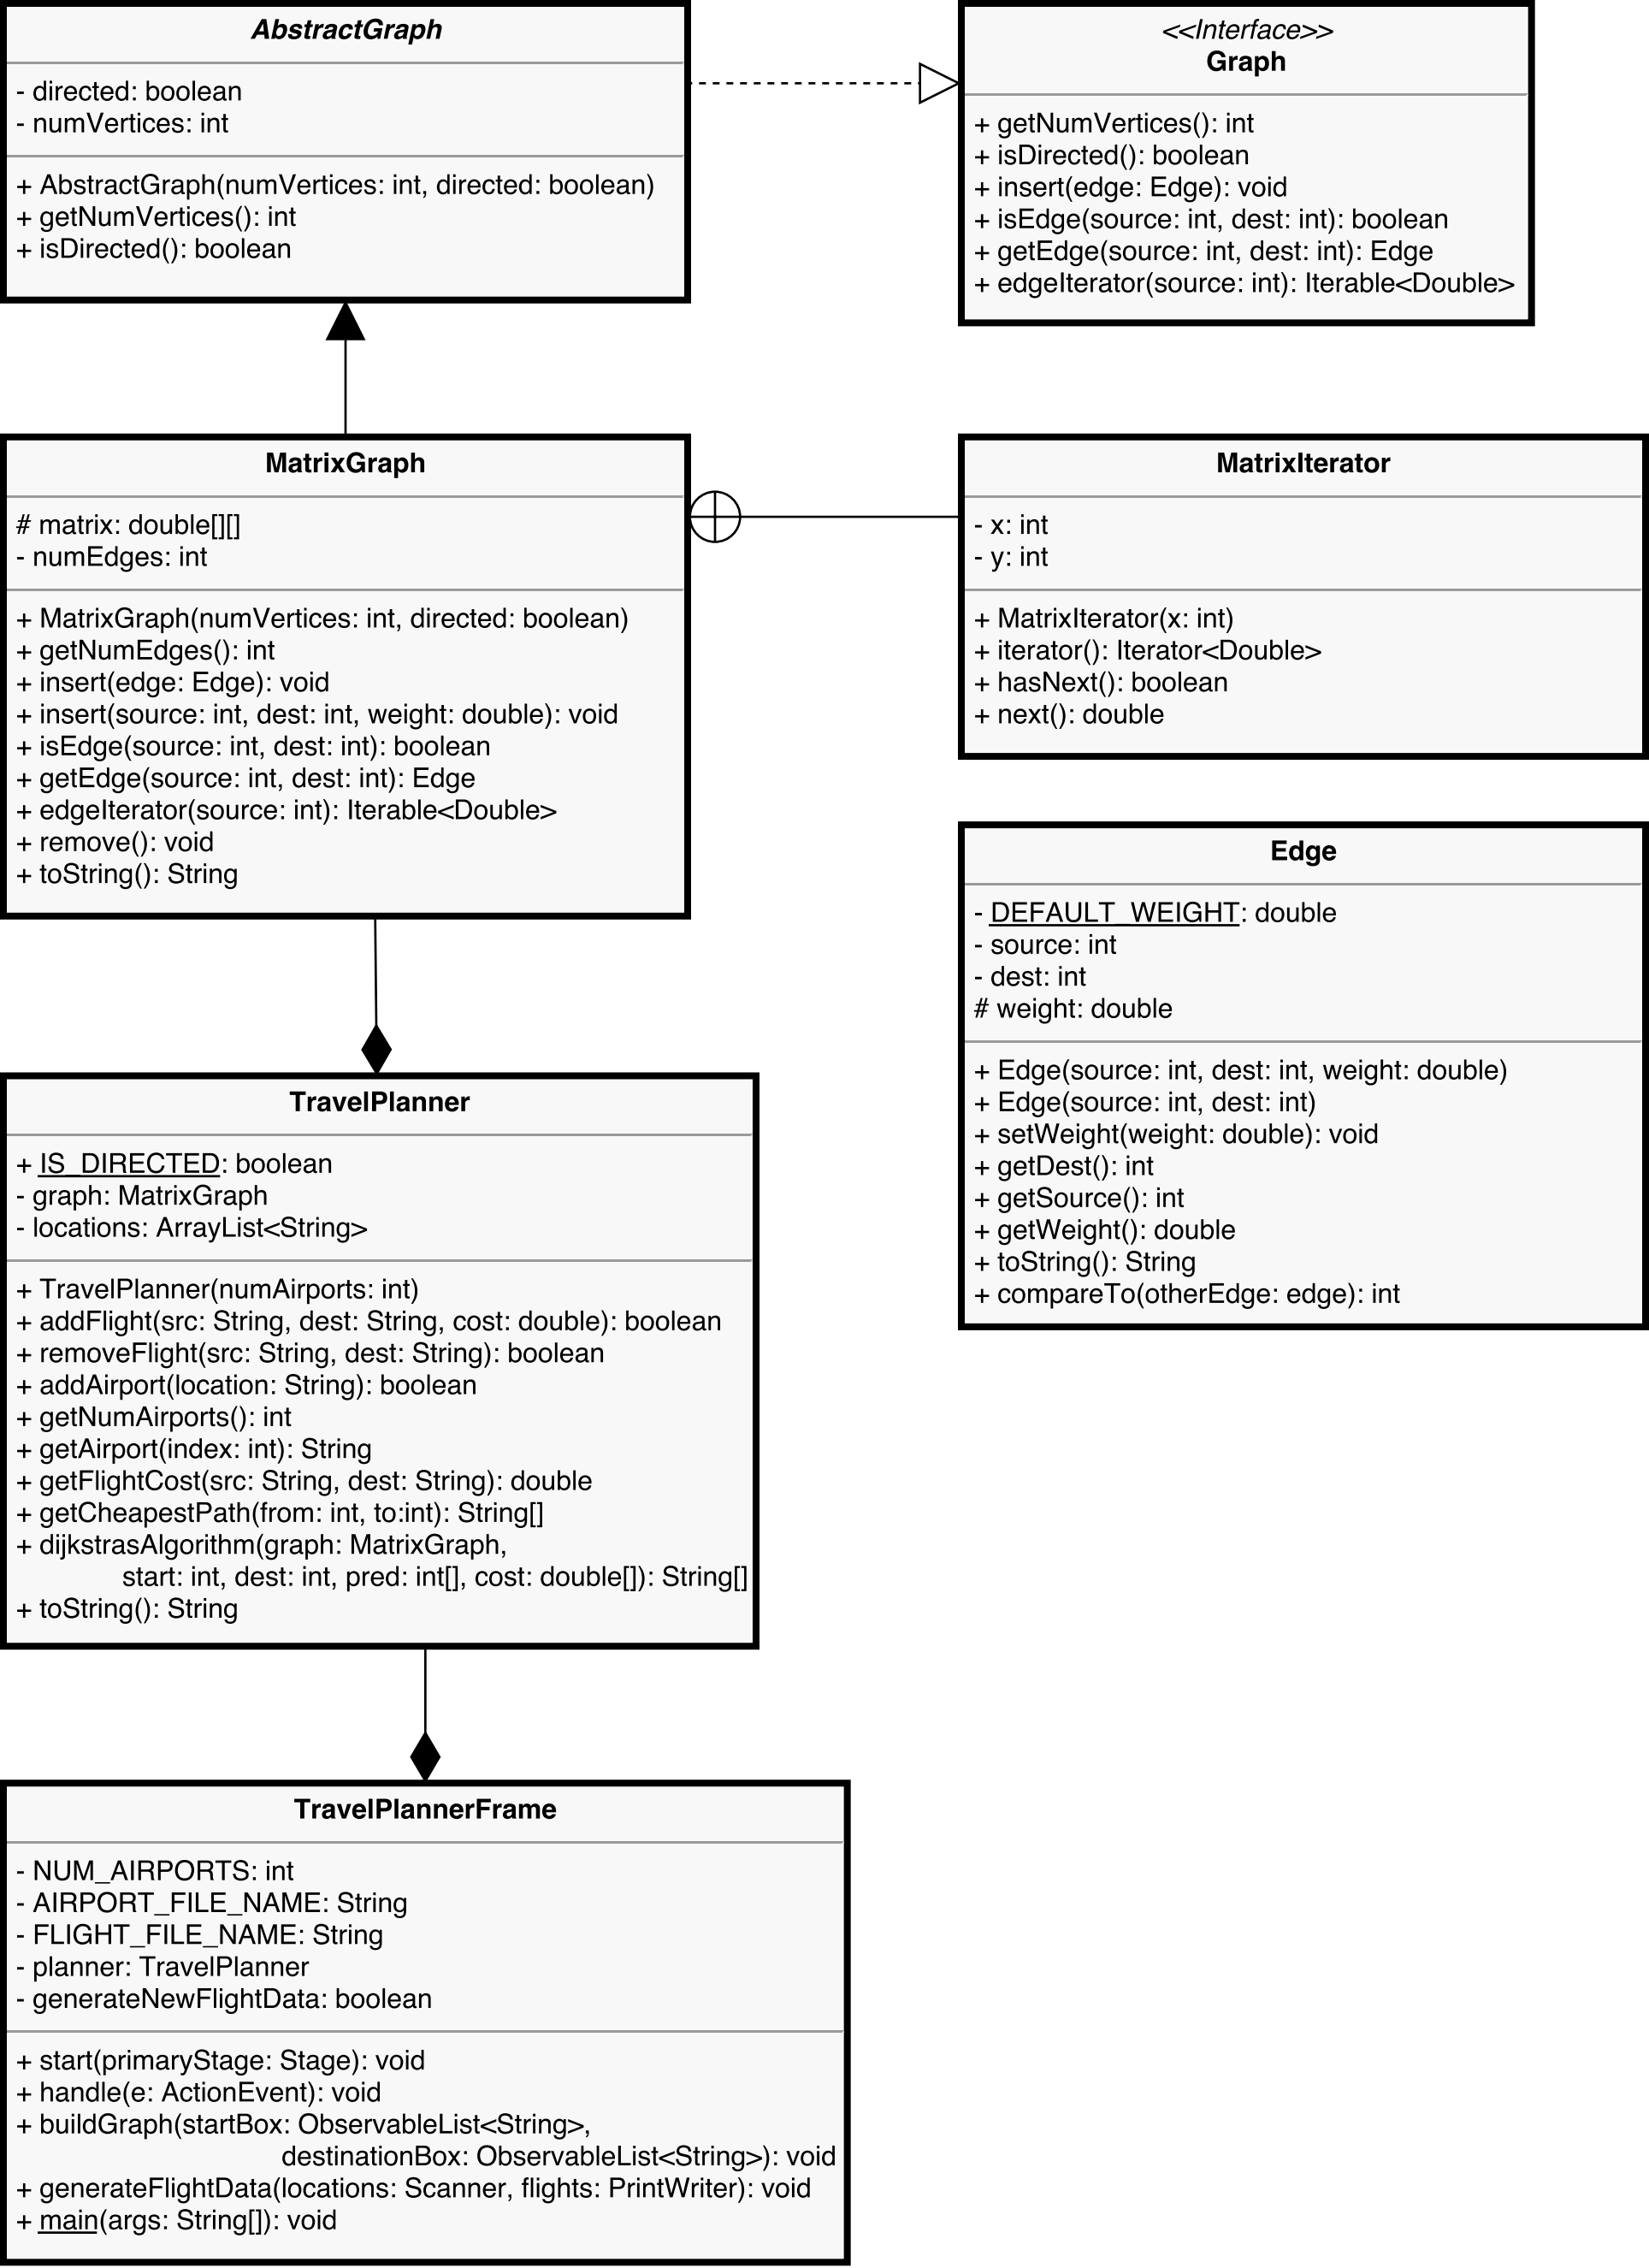 AbstractGraph
- directed: boolean
- numVertices: int
+ AbstractGraph(numVertices: int, directed: boolean)
+ getNumVertices(): int
+ isDirected(): boolean
<<Interface>>
Graph
+ getNumVertices(): int
+ isDirected(): boolean
+ insert(edge: Edge): void
+ isEdge(source: int, dest: int): boolean
+ getEdge(source: int, dest: int): Edge
+ edgeIterator(source: int): Iterable<Double>
MatrixGraph
# matrix: double[][]
- numEdges: int
+ MatrixGraph(numVertices: int, directed: boolean)
+ getNumEdges(): int
+ insert(edge: Edge): void
+ insert(source: int, dest: int, weight: double): void
+ isEdge(source: int, dest: int): boolean
+ getEdge(source: int, dest: int): Edge
+ edgeIterator(source: int): Iterable<Double>
+ remove(): void
+ toString(): String
MatrixIterator
- x: int
- y: int
+ MatrixIterator(x: int)
+ iterator(): Iterator<Double>
+ hasNext(): boolean
+ next(): double
Edge
- DEFAULT_WEIGHT: double
- source: int
- dest: int
# weight: double
+ Edge(source: int, dest: int, weight: double)
+ Edge(source: int, dest: int)
+ setWeight(weight: double): void
+ getDest(): int
+ getSource(): int
+ getWeight(): double
+ toString(): String
+ compareTo(otherEdge: edge): int
TravelPlanner
+ IS_DIRECTED: boolean
- graph: MatrixGraph
- locations: ArrayList<String>
+ TravelPlanner(numAirports: int)
+ addFlight(src: String, dest: String, cost: double): boolean
+ removeFlight(src: String, dest: String): boolean
+ addAirport(location: String): boolean
+ getNumAirports(): int
+ getAirport(index: int): String
+ getFlightCost(src: String, dest: String): double
+ getCheapestPath(from: int, to:int): String[]
+ dijkstrasAlgorithm(graph: MatrixGraph,
start: int, dest: int, pred: int[], cost: double[]): String[]
+ toString(): String
TravelPlannerFrame
- NUM_AIRPORTS: int
- AIRPORT_FILE_NAME: String
- FLIGHT_FILE_NAME: String
- planner: TravelPlanner
- generateNewFlightData: boolean
+ start(primaryStage: Stage): void
+ handle(e: ActionEvent): void
+ buildGraph(startBox: ObservableList<String>,
destinationBox: ObservableList<String>): void
+ generateFlightData(locations: Scanner, flights: PrintWriter): void
+ main(args: String[]): void